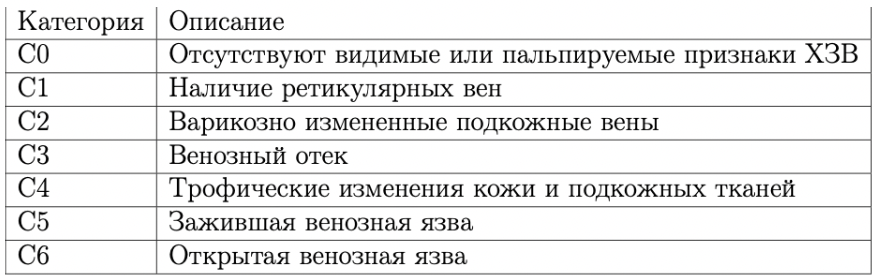 Категория Описание
C0 Отсутствуют видимые или пальпируемые признаки ХЗВ
C1 Наличие ретикулярных вен
C2 Варикозно измененные подкожные вены
C3 Венозный отек
C4 Трофические изменения кожи и подкожных тканей
C5 Зажившая венозная язва
C6 Открытая венозная язва